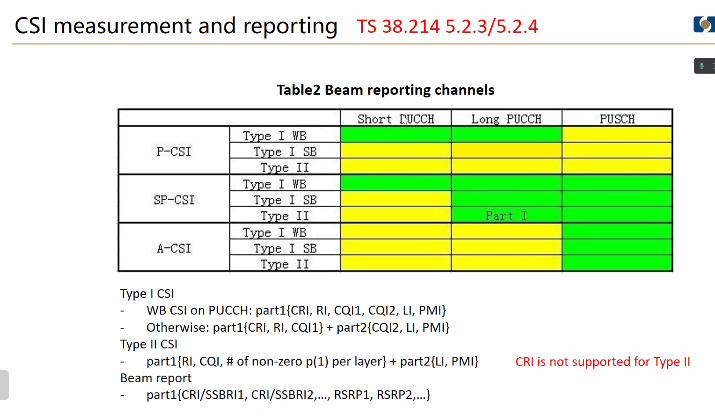 CSI measurement and reporting TS 38.214 5.2.3/5.2.4
Table2 Beam reporting channels
Short PUCCH Long PUCCH PUSCH
P-CSI
Type I WB
Type I SB
Type II
SP-CSI
Type I WB
Type I SB
Type II Part I
A-CSI
Type I WB
Type I SB
Type II
Type I CSI
- WB CSI on PUCCH: part1{CRI, RI, CQI1, CQI2, LI, PMI}
- Otherwise: part1{CRI, RI, CQI1} + part2{CQI2, LI, PMI}
Type II CSI
- part1{RI, CQI, # of non-zero p(1) per layer} + part2{LI, PMI} CRI is not supported for Type II
Beam report
- part1{CRI/SSBRI1, CRI/SSBRI2,..., RSRP1, RSRP2,...}